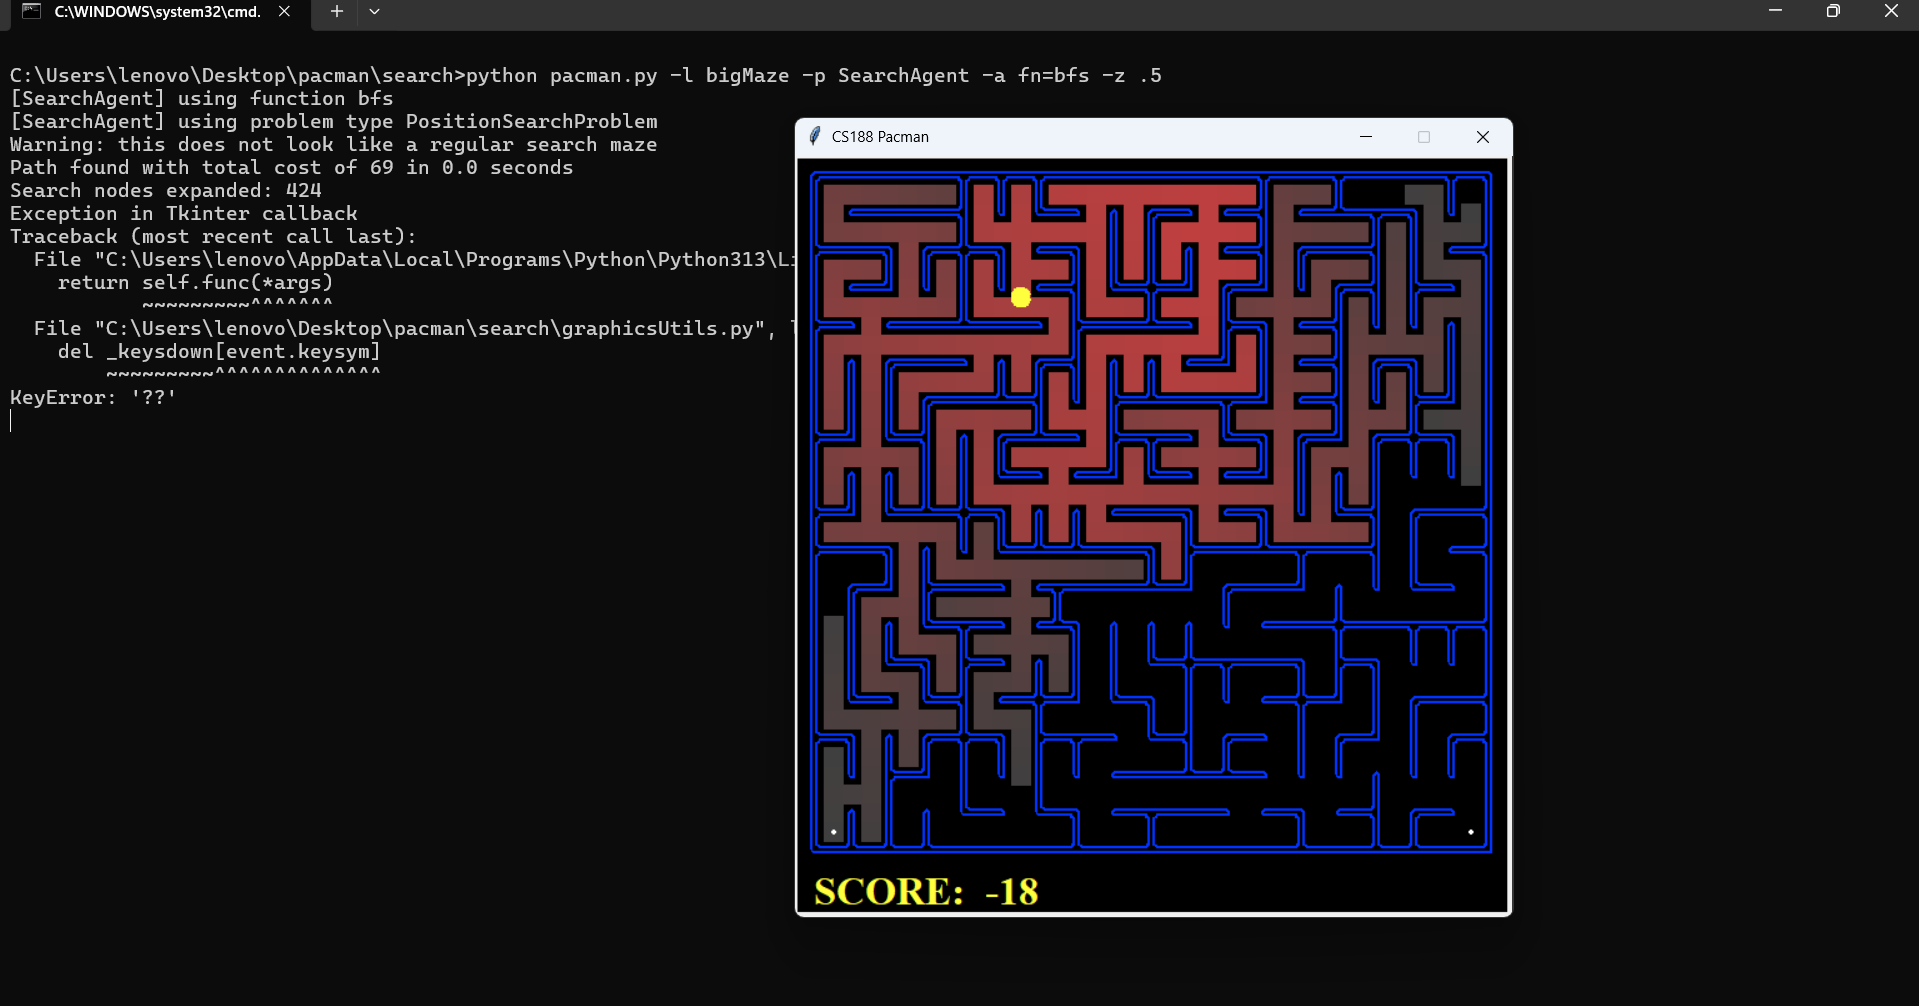 C:\WINDOWS\system32\cmd.
C:\Users\lenovo\Desktop\pacman\search>python pacman.py -l bigMaze -p SearchAgent -a fn=bfs -z .5
[SearchAgent] using function bfs
[SearchAgent] using problem type PositionSearchProblem
Warning: this does not look like a regular search maze
Path found with total cost of 69 in 0.0 seconds
Search nodes expanded: 424
Exception in Tkinter callback
Traceback (most recent call last):
File "C:\Users\lenovo\AppData\Local\Programs\Python\Python313\Li
return self.func(*args)
~~~~~~~~~^^^^^^^
File "C:\Users\lenovo\Desktop\pacman\search\graphicsUtils.py", l
del _keysdown[event.keysym]
~~~~~~~~~^^^^^^^^^^^^^^
KeyError: '??'
CS188 Pacman
SCORE: -18